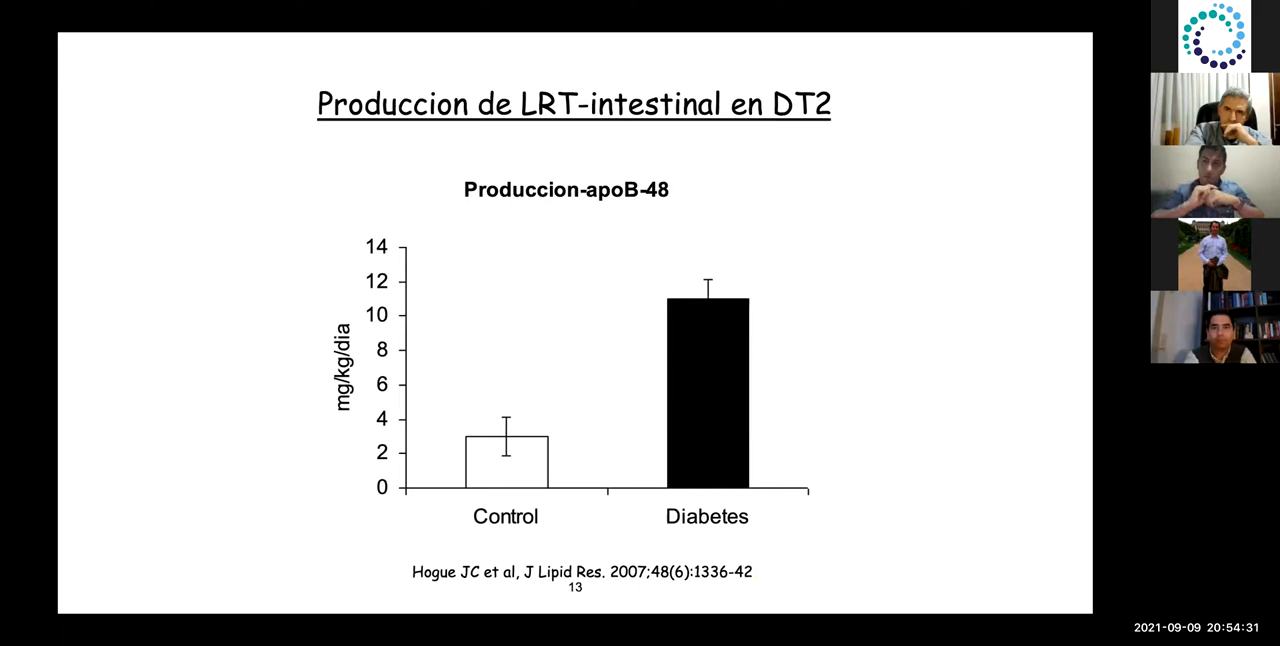 Produccion de LRT-intestinal en DT2
Produccion-apoB-48
14
12
10
8
6
4
2
0
mg/kg/dia
Control
Diabetes
Hogue JC et al, J Lipid Res. 2007;48(6):1336-42
13
2021-09-09 20:54:31